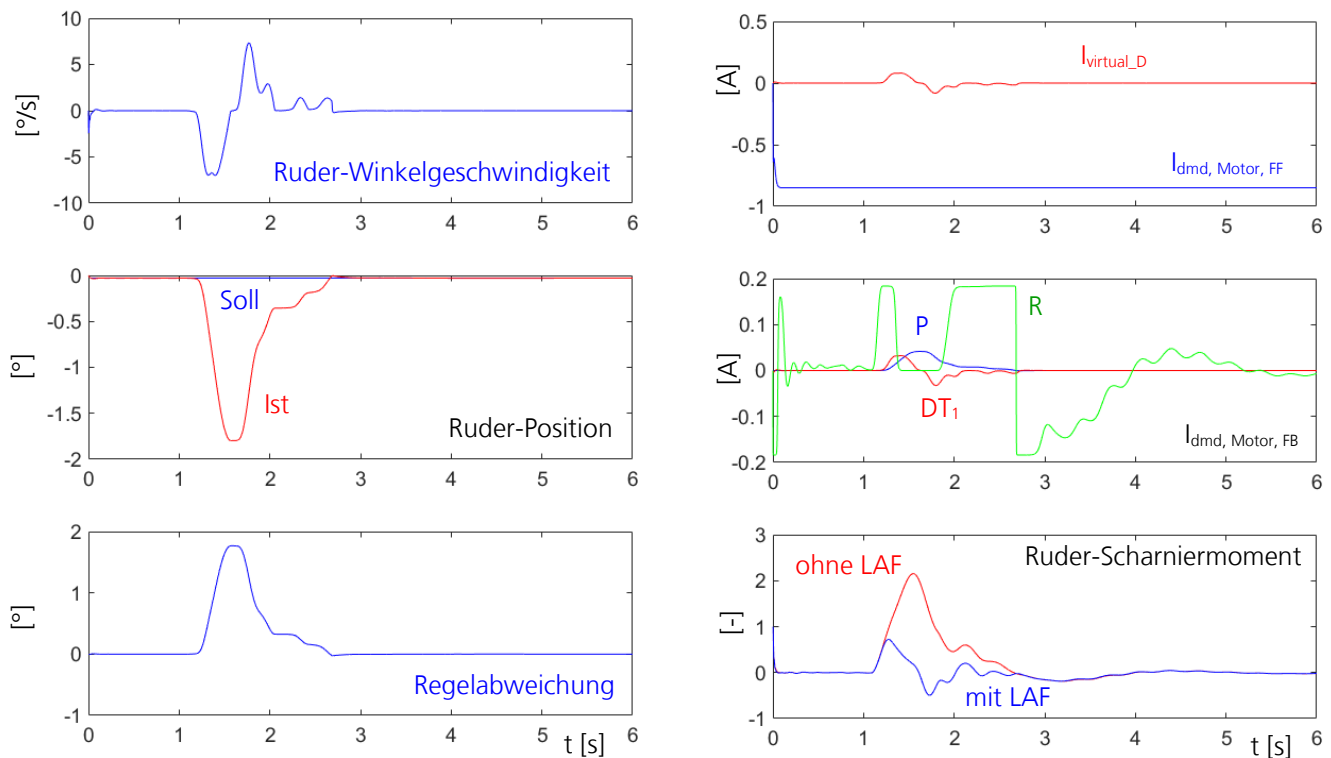 10
5
0
-5
-10
[°/s]
Ruder-Winkelgeschwindigkeit
0 1 2 3 4 5 6
0
-0.5
-1
-1.5
-2
[°]
Soll
Ist
Ruder-Position
0 1 2 3 4 5 6
2
1
0
-1
[°]
Regelabweichung
0 1 2 3 4 5 6
t [s]
0.5
0
-0.5
-1
[A]
I_virtual_D
I_dmd, Motor, FF
0 1 2 3 4 5 6
0.2
0.1
0
-0.1
-0.2
[A]
P
R
DT₁
I_dmd, Motor, FB
0 1 2 3 4 5 6
3
2
1
0
-1
[-]
Ruder-Scharniermoment
ohne LAF
mit LAF
0 1 2 3 4 5 6
t [s]